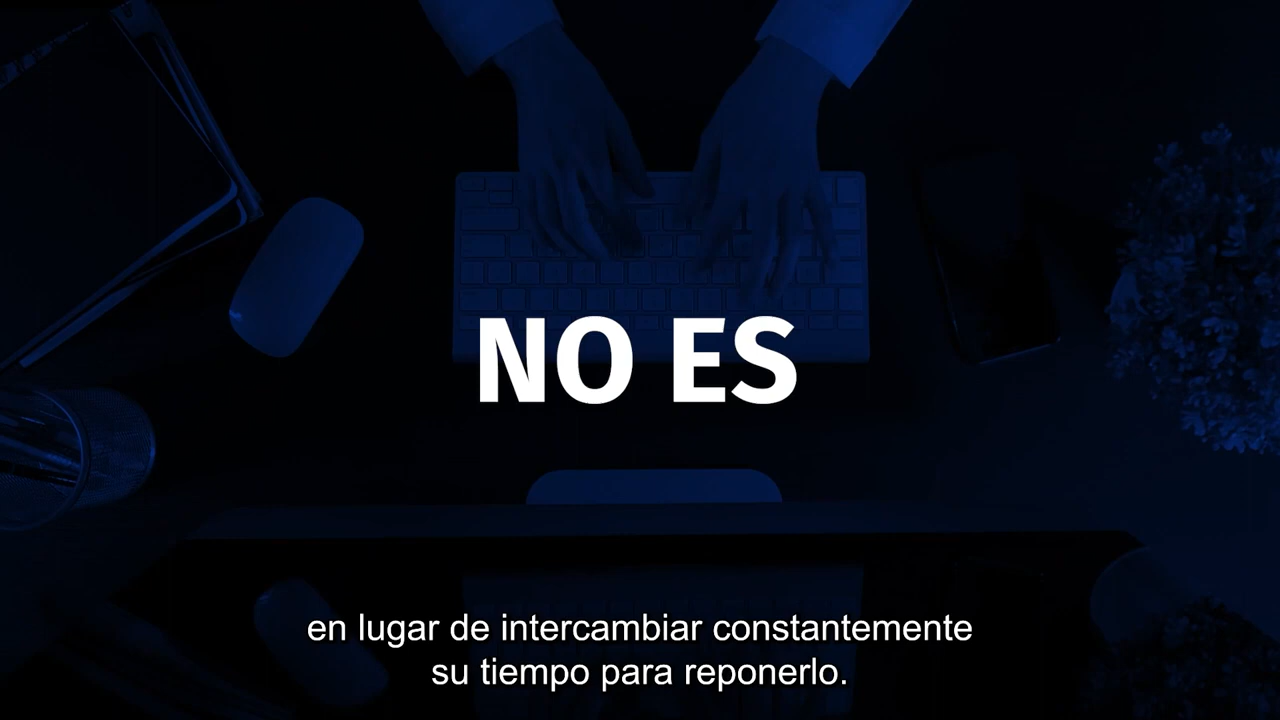 NO ES
en lugar de intercambiar constantemente
su tiempo para reponerlo.